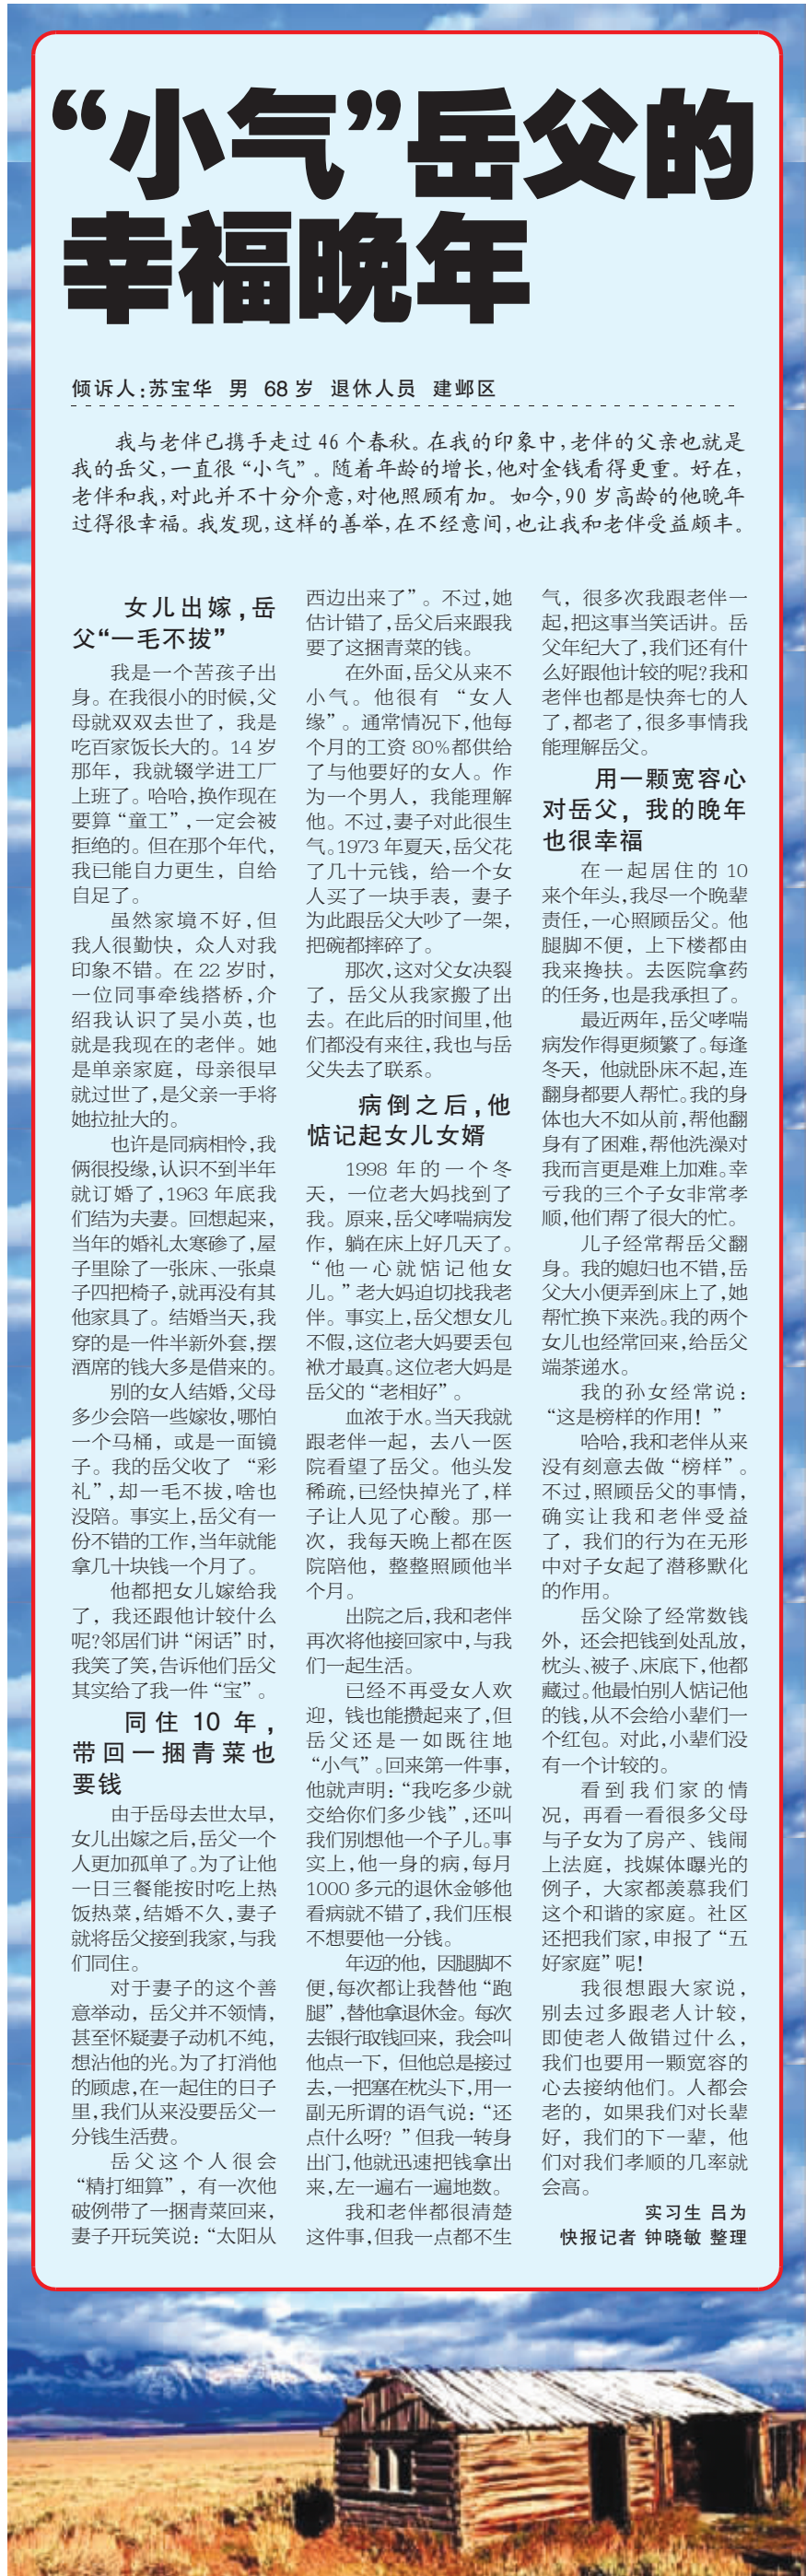 “小气”岳父的
幸福晚年
倾诉人:苏宝华 男 68岁 退休人员 建邺区
我与老伴已携手走过46个春秋。在我的印象中,老伴的父亲也就是
我的岳父,一直很“小气”。随着年龄的增长,他对金钱看得更重。好在,
老伴和我,对此并不十分介意,对他照顾有加。如今,90岁高龄的他晚年
过得很幸福。我发现,这样的善举,在不经意间,也让我和老伴受益颇丰。
女儿出嫁,岳
父“一毛不拔”
我是一个苦孩子出
身。在我很小的时候,父
母就双双去世了，我是
吃百家饭长大的。14岁
那年，我就辍学进工厂
上班了。哈哈,换作现在
要算“童工”,一定会被
拒绝的。但在那个年代,
我已能自力更生，自给
自足了。
虽然家境不好,但
我人很勤快，众人对我
印象不错。在22岁时,
一位同事牵线搭桥,介
绍我认识了吴小英,也
就是我现在的老伴。她
是单亲家庭，母亲很早
就过世了,是父亲一手将
她拉扯大的。
也许是同病相怜,我
俩很投缘,认识不到半年
就订婚了,1963年底我
们结为夫妻。回想起来,
当年的婚礼太寒碜了,屋
子里除了一张床、一张桌
子四把椅子,就再没有其
他家具了。结婚当天,我
穿的是一件半新外套,摆
酒席的钱大多是借来的。
别的女人结婚,父母
多少会陪一些嫁妆,哪怕
一个马桶，或是一面镜
子。我的岳父收了“彩
礼”,却一毛不拔,啥也
没陪。事实上,岳父有一
份不错的工作,当年就能
拿几十块钱一个月了。
他都把女儿嫁给我
了，我还跟他计较什么
呢?邻居们讲“闲话”时,
我笑了笑,告诉他们岳父
其实给了我一件“宝”。
同住10年,
带回一捆青菜也
要钱
由于岳母去世太早,
女儿出嫁之后,岳父一个
人更加孤单了。为了让他
一日三餐能按时吃上热
饭热菜,结婚不久,妻子
就将岳父接到我家,与我
们同住。
对于妻子的这个善
意举动，岳父并不领情,
甚至怀疑妻子动机不纯,
想沾他的光。为了打消他
的顾虑,在一起住的日子
里,我们从来没要岳父一
分钱生活费。
岳父这个人很会
“精打细算”，有一次他
破例带了一捆青菜回来,
妻子开玩笑说:“太阳从
西边出来了”。不过,她
估计错了,岳父后来跟我
要了这捆青菜的钱。
在外面,岳父从来不
小气。他很有“女人
缘”。通常情况下,他每
个月的工资80%都供给
了与他要好的女人。作
为一个男人，我能理解
他。不过,妻子对此很生
气。1973年夏天,岳父花
了几十元钱，给一个女
人买了一块手表，妻子
为此跟岳父大吵了一架,
把碗都摔碎了。
那次,这对父女决裂
了，岳父从我家搬了出
去。在此后的时间里,他
们都没有来往,我也与岳
父失去了联系。
病倒之后,他
惦记起女儿女婿
1998年的一个冬
天，一位老大妈找到了
我。原来,岳父哮喘病发
作，躺在床上好几天了。
“他一心就惦记他女
儿。”老大妈迫切找我老
伴。事实上,岳父想女儿
不假,这位老大妈要丢包
袱才最真。这位老大妈是
岳父的“老相好”。
血浓于水。当天我就
跟老伴一起，去八一医
院看望了岳父。他头发
稀疏,已经快掉光了,样
子让人见了心酸。那一
次，我每天晚上都在医
院陪他，整整照顾他半
个月。
出院之后,我和老伴
再次将他接回家中,与我
们一起生活。
已经不再受女人欢
迎，钱也能攒起来了,但
岳父还是一如既往地
“小气”。回来第一件事,
他就声明:“我吃多少就
交给你们多少钱”,还叫
我们别想他一个子儿。事
实上,他一身的病,每月
1000多元的退休金够他
看病就不错了,我们压根
不想要他一分钱。
年迈的他，因腿脚不
便,每次都让我替他“跑
腿”,替他拿退休金。每次
去银行取钱回来，我会叫
他点一下，但他总是接过
去,一把塞在枕头下,用一
副无所谓的语气说:“还
点什么呀？”但我一转身
出门,他就迅速把钱拿出
来,左一遍右一遍地数。
我和老伴都很清楚
这件事,但我一点都不生
气，很多次我跟老伴一
起,把这事当笑话讲。岳
父年纪大了,我们还有什
么好跟他计较的呢?我和
老伴也都是快奔七的人
了,都老了,很多事情我
能理解岳父。
用一颗宽容心
对岳父，我的晚年
也很幸福
在一起居住的10
来个年头,我尽一个晚辈
责任,一心照顾岳父。他
腿脚不便，上下楼都由
我来搀扶。去医院拿药
的任务,也是我承担了。
最近两年,岳父哮喘
病发作得更频繁了。每逢
冬天，他就卧床不起,连
翻身都要人帮忙。我的身
体也大不如从前,帮他翻
身有了困难,帮他洗澡对
我而言更是难上加难。幸
亏我的三个子女非常孝
顺,他们帮了很大的忙。
儿子经常帮岳父翻
身。我的媳妇也不错,岳
父大小便弄到床上了,她
帮忙换下来洗。我的两个
女儿也经常回来,给岳父
端茶递水。
我的孙女经常说:
“这是榜样的作用！”
哈哈,我和老伴从来
没有刻意去做“榜样”。
不过,照顾岳父的事情,
确实让我和老伴受益
了，我们的行为在无形
中对子女起了潜移默化
的作用。
岳父除了经常数钱
外，还会把钱到处乱放,
枕头、被子、床底下,他都
藏过。他最怕别人惦记他
的钱,从不会给小辈们一
个红包。对此,小辈们没
有一个计较的。
看到我们家的情
况，再看一看很多父母
与子女为了房产、钱闹
上法庭，找媒体曝光的
例子，大家都羡慕我们
这个和谐的家庭。社区
还把我们家,申报了“五
好家庭”呢!
我很想跟大家说，
别去过多跟老人计较，
即使老人做错过什么，
我们也要用一颗宽容的
心去接纳他们。人都会
老的，如果我们对长辈
好，我们的下一辈，他
们对我们孝顺的几率就
会高。
实习生 吕为
快报记者 钟晓敏 整理